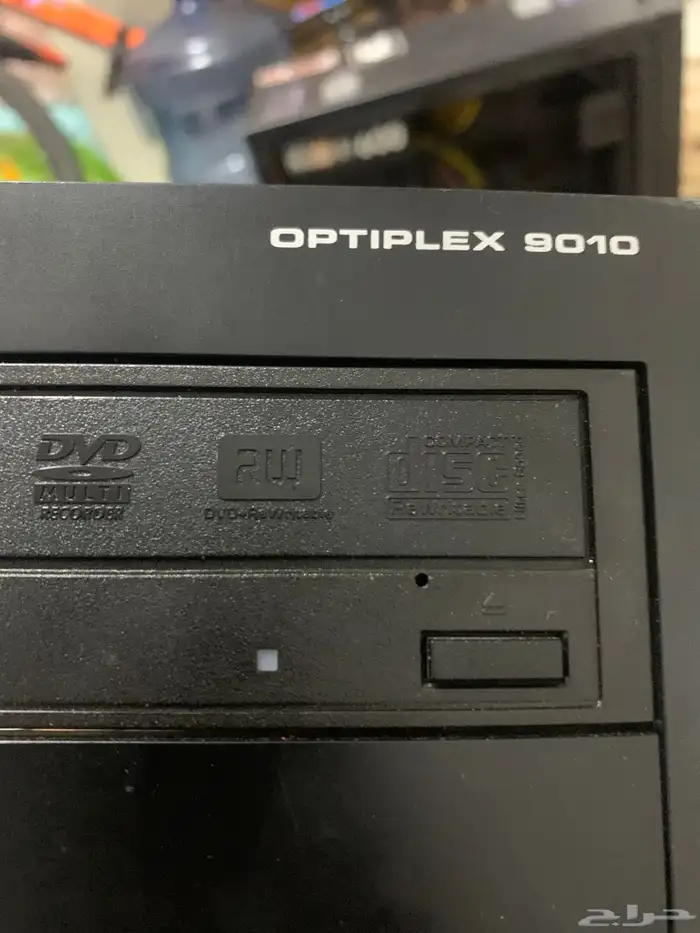 OPTIPLEX 9010
DVD
MULTI
RECORDER
RW
DVD+ReWritable
COMPACT
disc
ReWritable
حراج